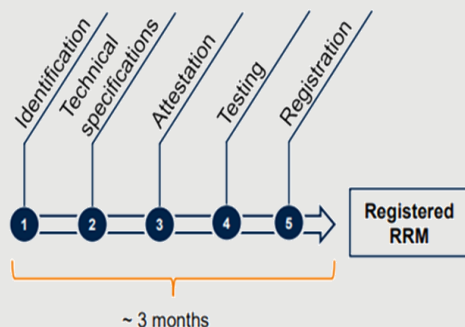 Identification
Technical
specifications
Attestation
Testing
Registration
1
2
3
4
5
Registered
RRM
~ 3 months